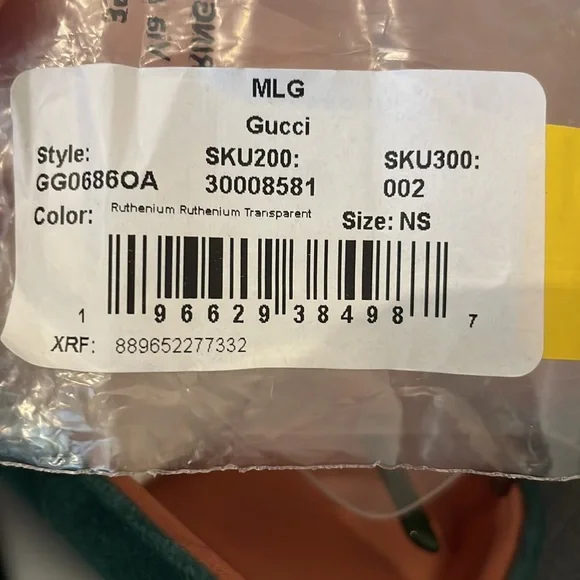 MLG
Gucci
Style: SKU200: SKU300:
GG0686OA 30008581 002
Color: Ruthenium Ruthenium Transparent Size: NS
1 96629 38498 7
XRF: 889652277332